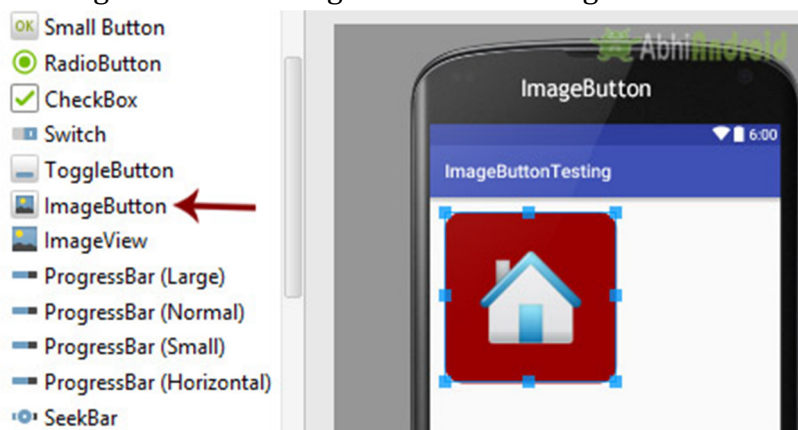 OK Small Button
RadioButton
CheckBox
Switch
ToggleButton
ImageButton
ImageView
ProgressBar (Large)
ProgressBar (Normal)
ProgressBar (Small)
ProgressBar (Horizontal)
SeekBar
AbhiAndroid
ImageButton
6:00
ImageButtonTesting